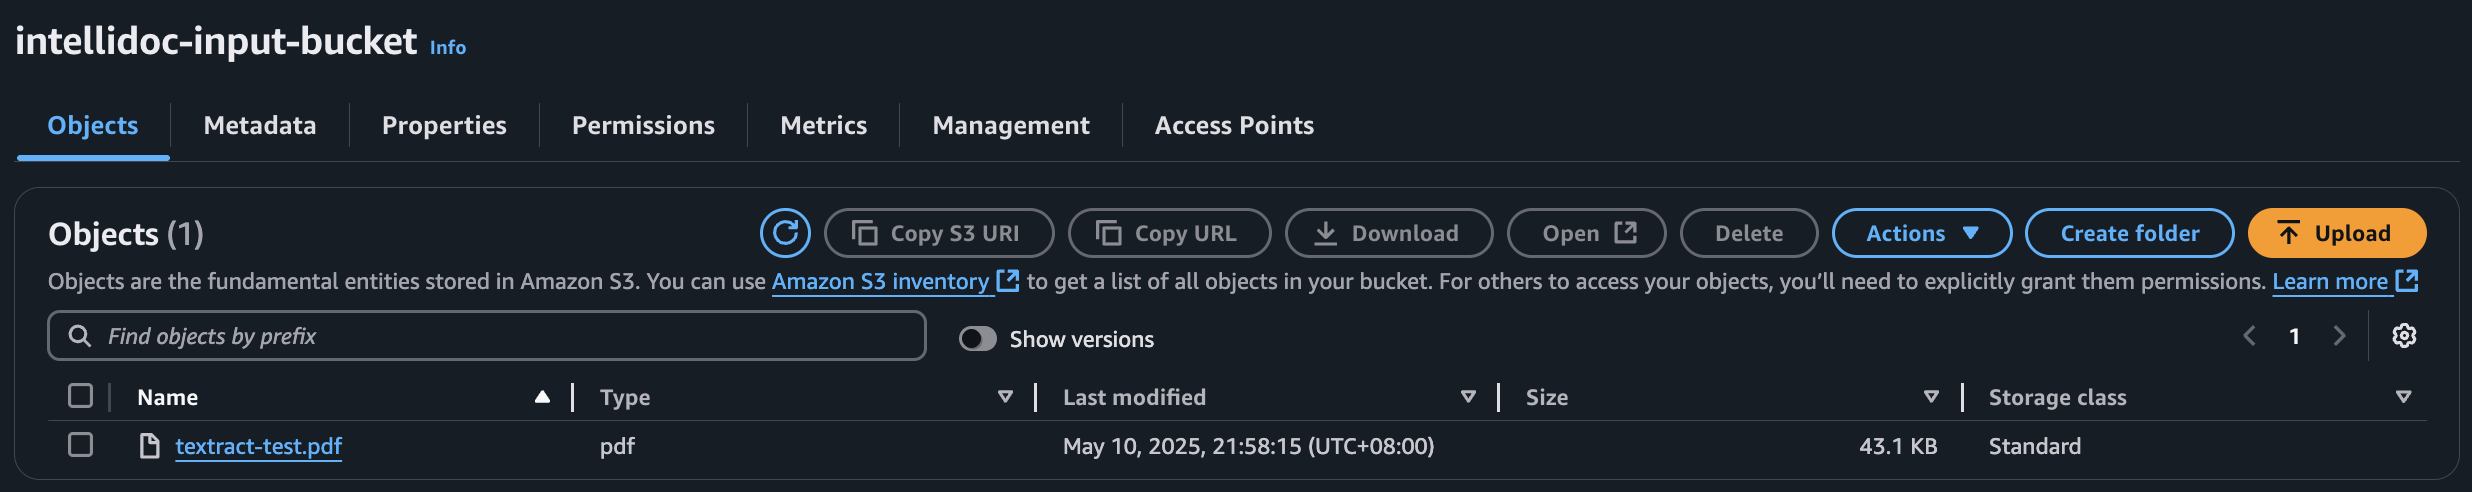 intellidoc-input-bucket Info
Objects Metadata Properties Permissions Metrics Management Access Points
Objects (1) Copy S3 URI Copy URL Download Open Delete Actions Create folder Upload
Objects are the fundamental entities stored in Amazon S3. You can use Amazon S3 inventory to get a list of all objects in your bucket. For others to access your objects, you’ll need to explicitly grant them permissions. Learn more
Find objects by prefix Show versions 1
Name Type Last modified Size Storage class
textract-test.pdf pdf May 10, 2025, 21:58:15 (UTC+08:00) 43.1 KB Standard